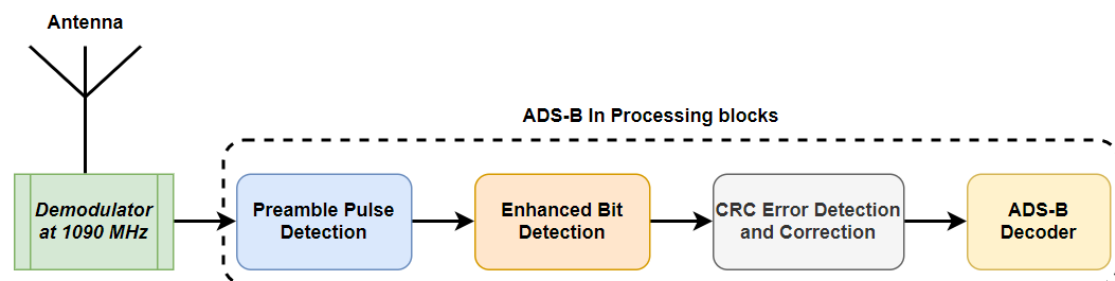 Antenna
ADS-B In Processing blocks
Demodulator
at 1090 MHz
Preamble Pulse
Detection
Enhanced Bit
Detection
CRC Error Detection
and Correction
ADS-B
Decoder